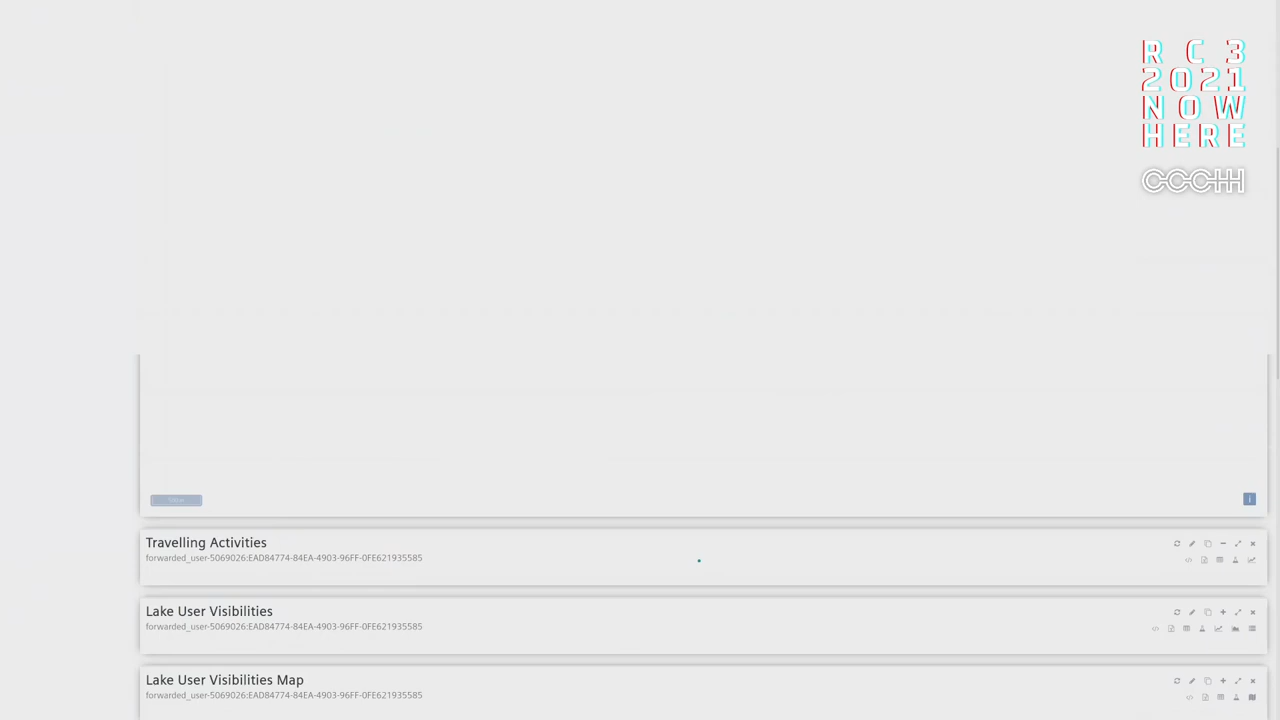 R C 3
2021
NOW
HERE
CCCHH
i
Travelling Activities
forwarded_user-5069026:EAD84774-84EA-4903-96FF-0FE621935585
Lake User Visibilities
forwarded_user-5069026:EAD84774-84EA-4903-96FF-0FE621935585
Lake User Visibilities Map
forwarded_user-5069026:EAD84774-84EA-4903-96FF-0FE621935585